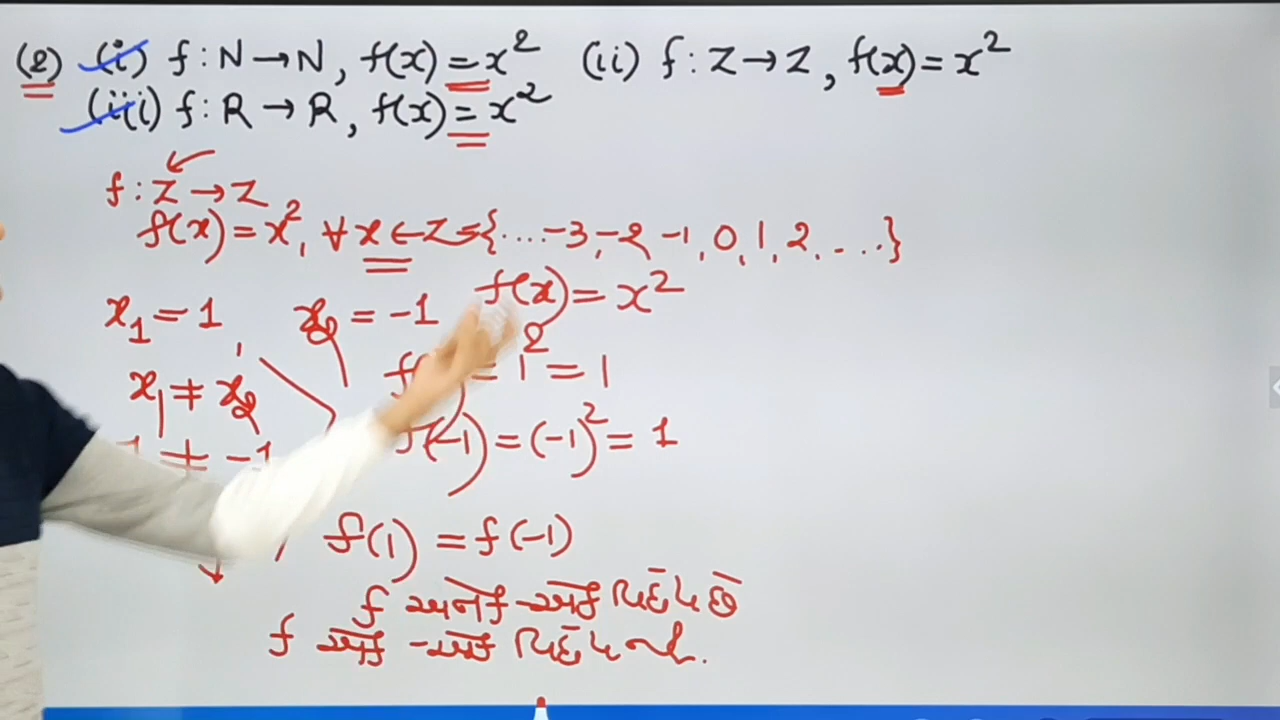 (2) (i) f : N → N, f(x) = x² (ii) f : Z → Z, f(x) = x²
(iii) f : R → R, f(x) = x²
f : Z → Z
f(x) = x², ∀ x ∈ Z = {....-3, -2, -1, 0, 1, 2, ....}
f(x) = x²
x₁ = 1, x₂ = -1
= 1² = 1
x₁ ≠ x₂
f(-1) = (-1)² = 1
≠ -1
f(1) = f(-1)
f અનેક-એક વિધેય છે
f એક-એક વિધેય નથી.